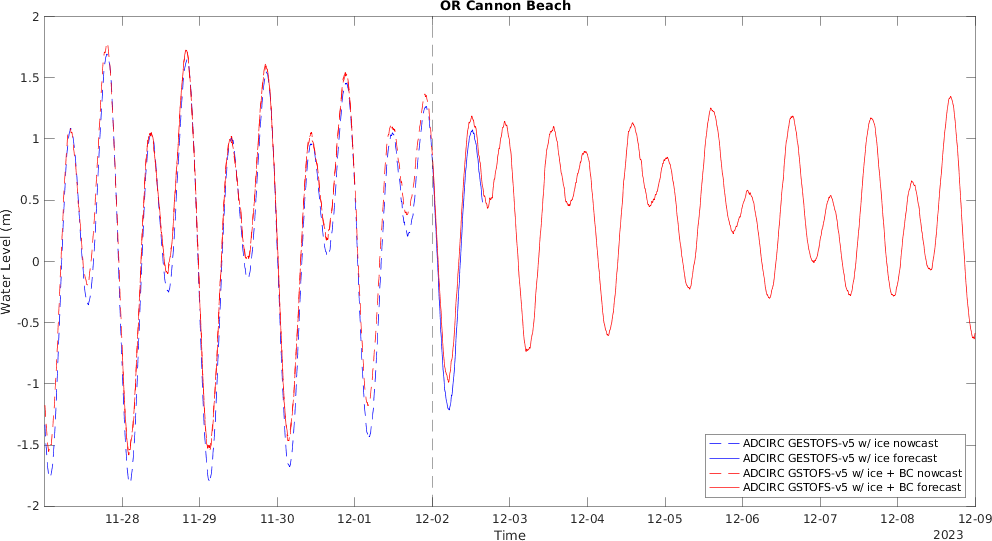 OR Cannon Beach
2
1.5
1
0.5
0
-0.5
-1
-1.5
-2
Water Level (m)
ADCIRC GESTOFS-v5 w/ ice nowcast
ADCIRC GESTOFS-v5 w/ ice forecast
ADCIRC GSTOFS-v5 w/ ice + BC nowcast
ADCIRC GSTOFS-v5 w/ ice + BC forecast
11-28 11-29 11-30 12-01 12-02 12-03 12-04 12-05 12-06 12-07 12-08 12-09
Time
2023